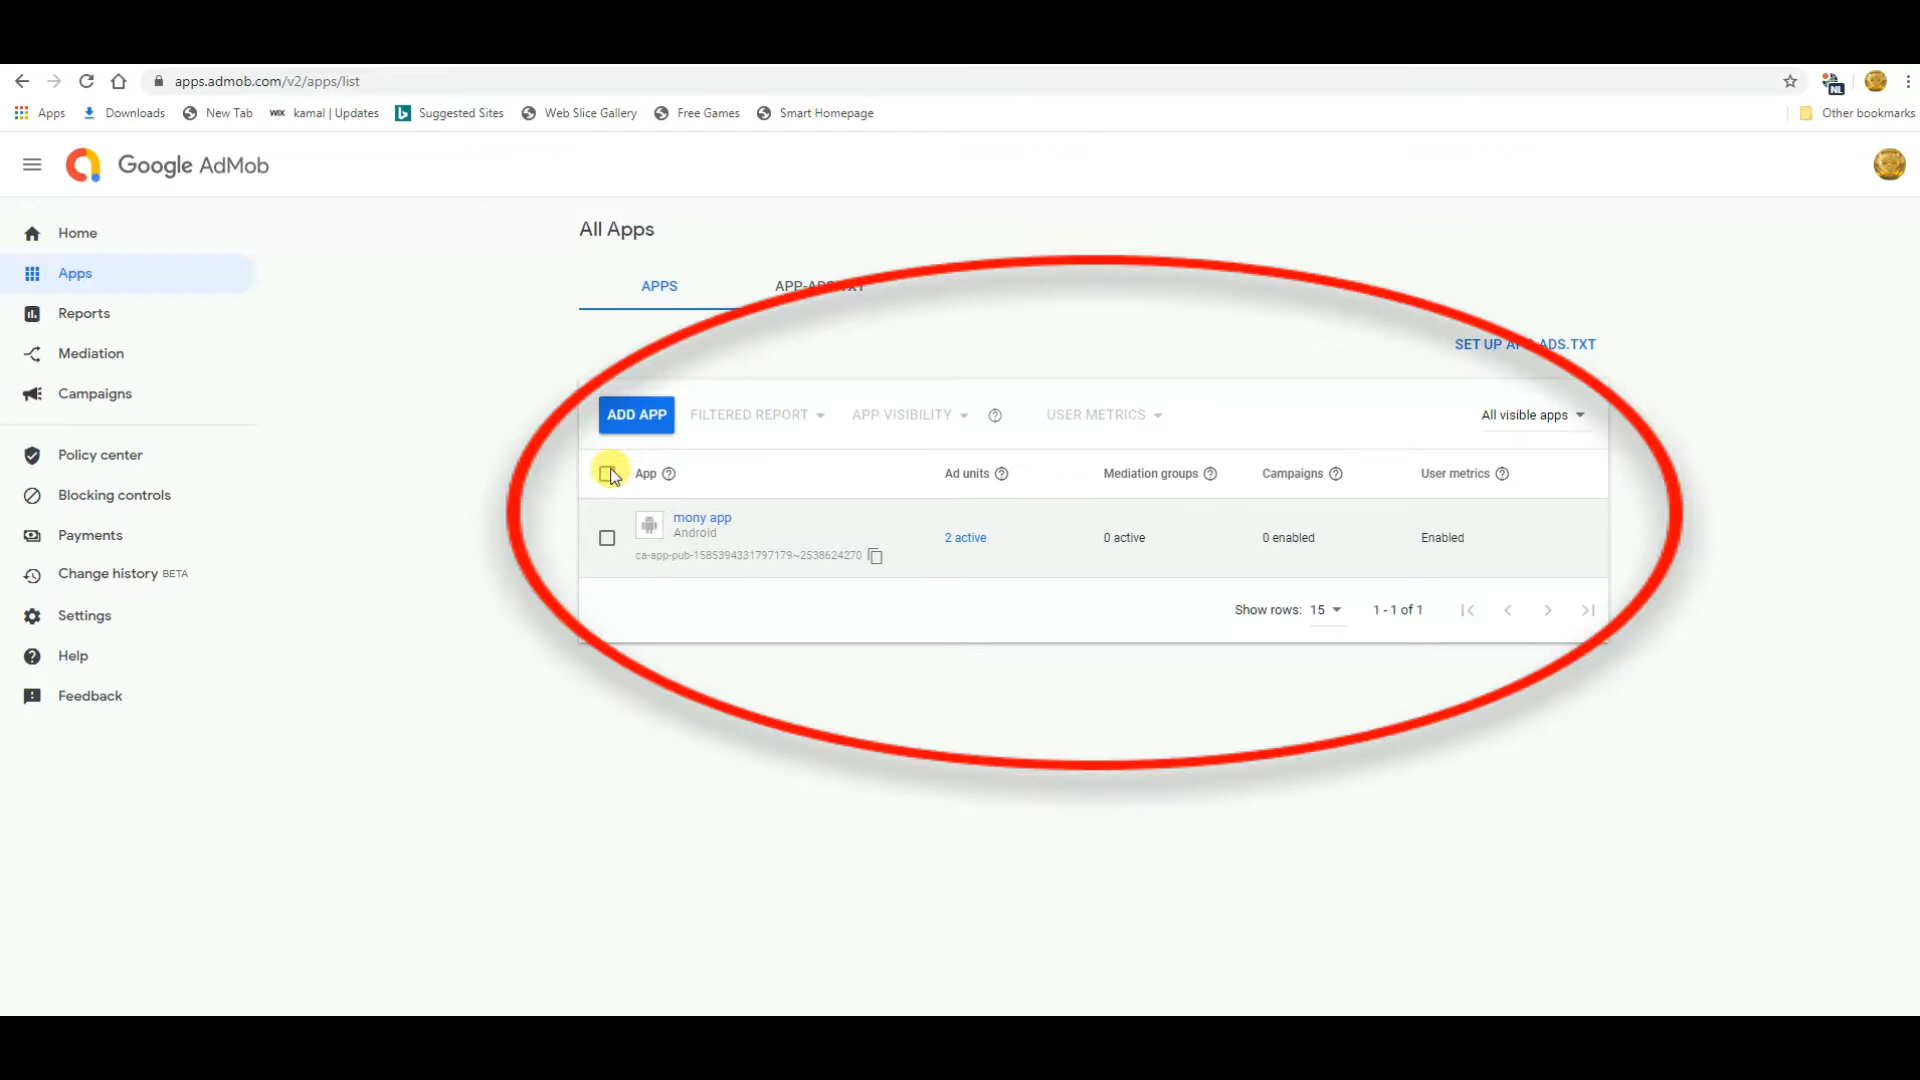 apps.admob.com/v2/apps/list
NL
Apps Downloads New Tab WIX kamal | Updates Suggested Sites Web Slice Gallery Free Games Smart Homepage Other bookmarks
Google AdMob
Home
Apps
Reports
Mediation
Campaigns
Policy center
Blocking controls
Payments
Change history BETA
Settings
Help
Feedback
All Apps
APPS
SET UP
ADD APP FILTERED REPORT APP VISIBILITY USER METRICS All visible apps
App Ad units Mediation groups Campaigns User metrics
mony app
Android
ca-app-pub-1585394331797179~2538624270
2 active 0 active 0 enabled Enabled
Show rows: 15 1 - 1 of 1